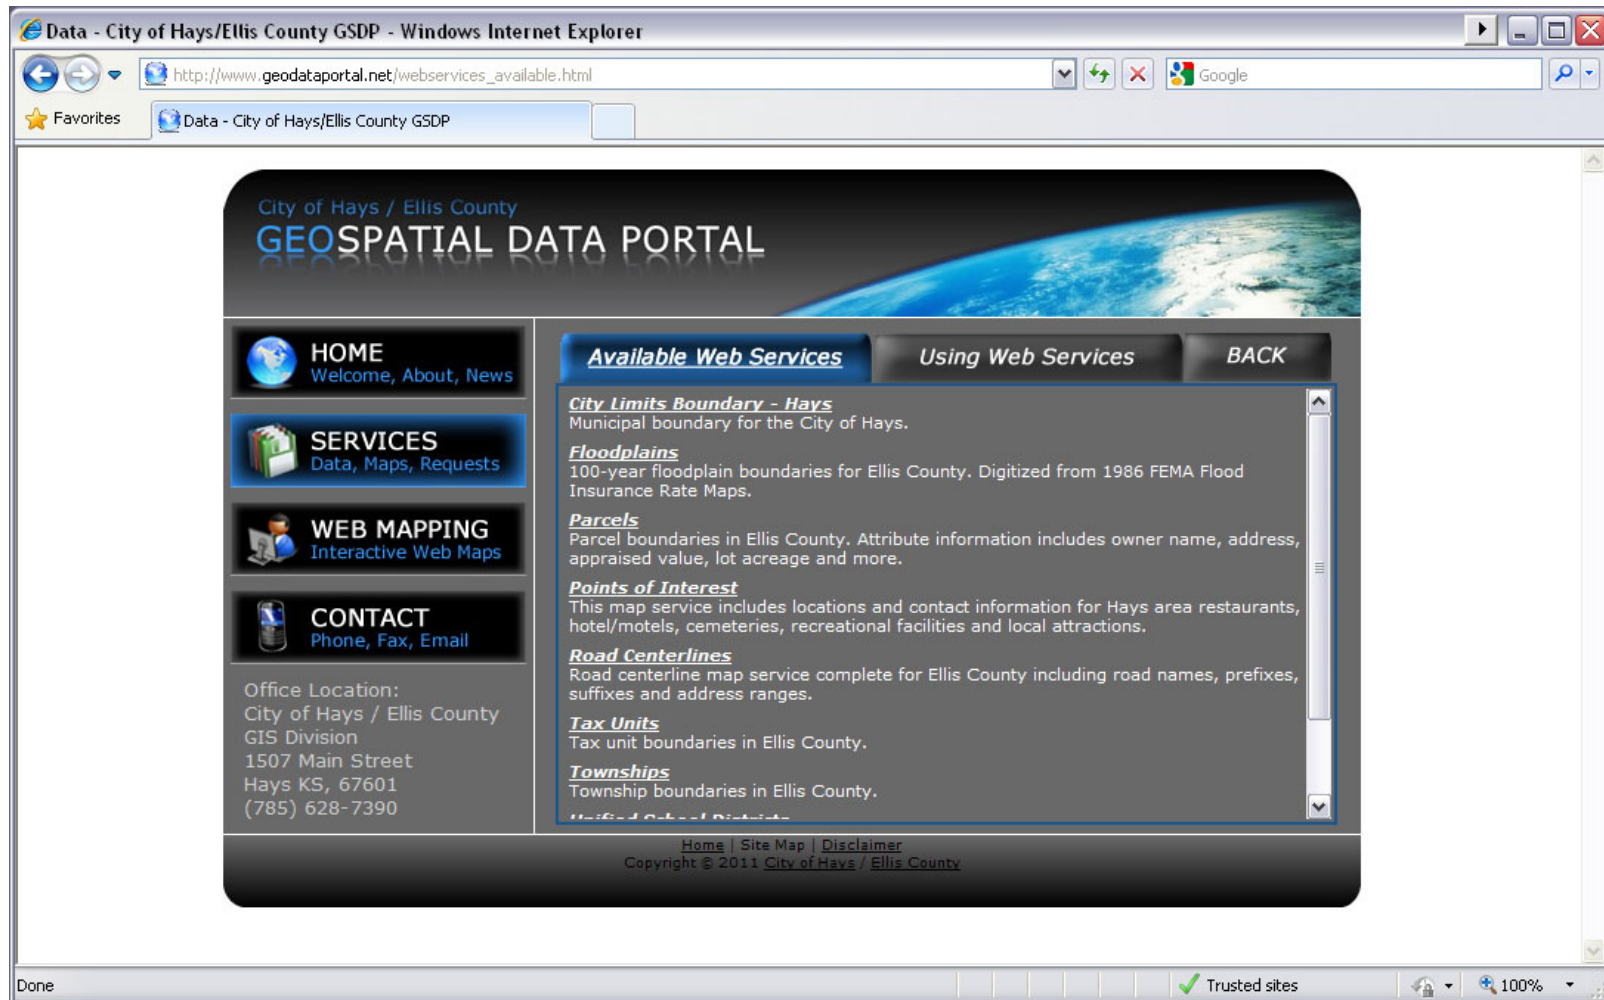 Data - City of Hays/Ellis County GSDP - Windows Internet Explorer
http://www.geodataportal.net/webservices_available.html
Google
Favorites
Data - City of Hays/Ellis County GSDP
City of Hays / Ellis County
GEOSPATIAL DATA PORTAL
HOME
Welcome, About, News
SERVICES
Data, Maps, Requests
WEB MAPPING
Interactive Web Maps
CONTACT
Phone, Fax, Email
Office Location:
City of Hays / Ellis County
GIS Division
1507 Main Street
Hays KS, 67601
(785) 628-7390
Available Web Services
Using Web Services
BACK
City Limits Boundary - Hays
Municipal boundary for the City of Hays.
Floodplains
100-year floodplain boundaries for Ellis County. Digitized from 1986 FEMA Flood
Insurance Rate Maps.
Parcels
Parcel boundaries in Ellis County. Attribute information includes owner name, address,
appraised value, lot acreage and more.
Points of Interest
This map service includes locations and contact information for Hays area restaurants,
hotel/motels, cemeteries, recreational facilities and local attractions.
Road Centerlines
Road centerline map service complete for Ellis County including road names, prefixes,
suffixes and address ranges.
Tax Units
Tax unit boundaries in Ellis County.
Townships
Township boundaries in Ellis County.
Unified School Districts
Home | Site Map | Disclaimer
Copyright © 2011 City of Hays / Ellis County
Done
Trusted sites
100%